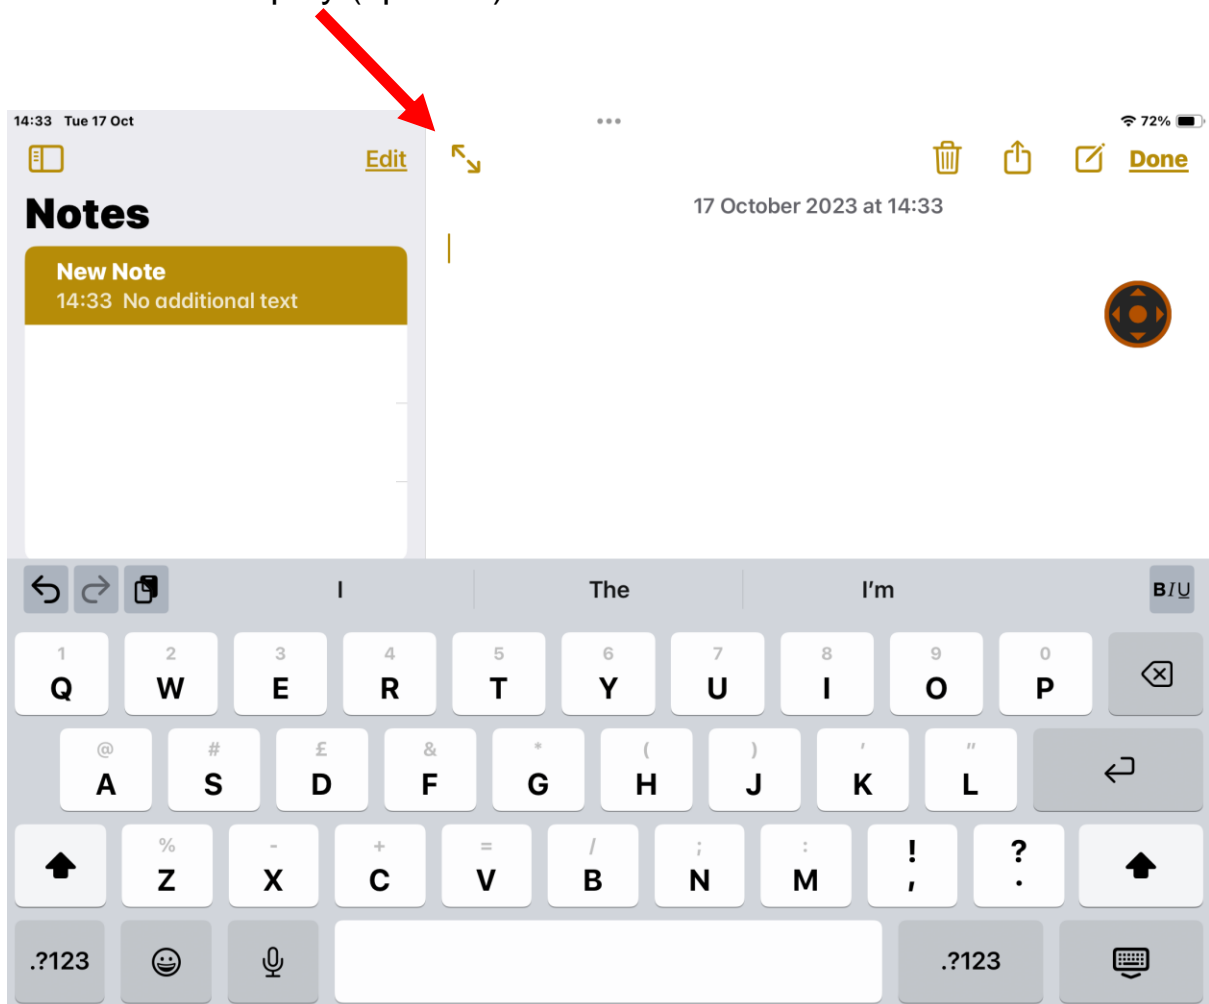 14:33 Tue 17 Oct
72%
Edit
Done
Notes
17 October 2023 at 14:33
New Note
14:33 No additional text
I The I'm BIU
1 2 3 4 5 6 7 8 9 0
Q W E R T Y U I O P
@ # £ & * ( ) ' "
A S D F G H J K L
% - + = / ; : ! ?
Z X C V B N M , .
.?123 .?123